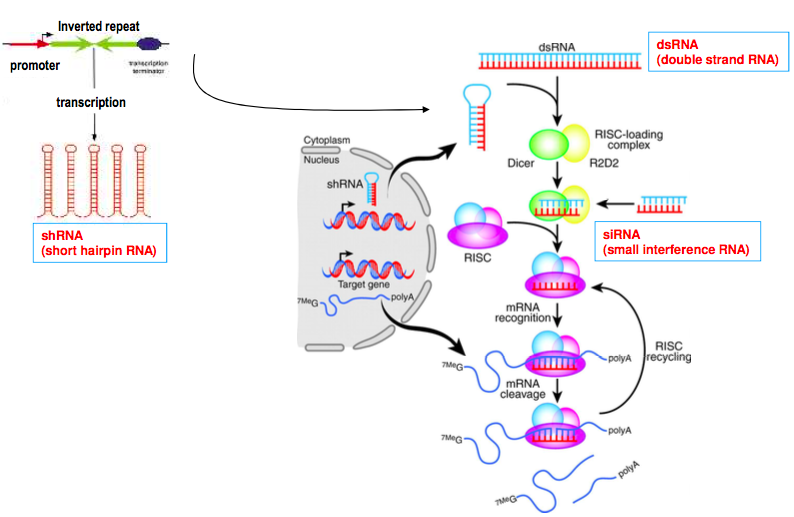 Inverted repeat
promoter
transcription
terminator
transcription
shRNA
(short hairpin RNA)
dsRNA
dsRNA
(double strand RNA)
RISC-loading
complex
Dicer
R2D2
Cytoplasm
Nucleus
shRNA
siRNA
(small interference RNA)
RISC
Target gene
7MeG
polyA
mRNA
recognition
RISC
recycling
7MeG
polyA
mRNA
cleavage
7MeG
polyA
7MeG
polyA